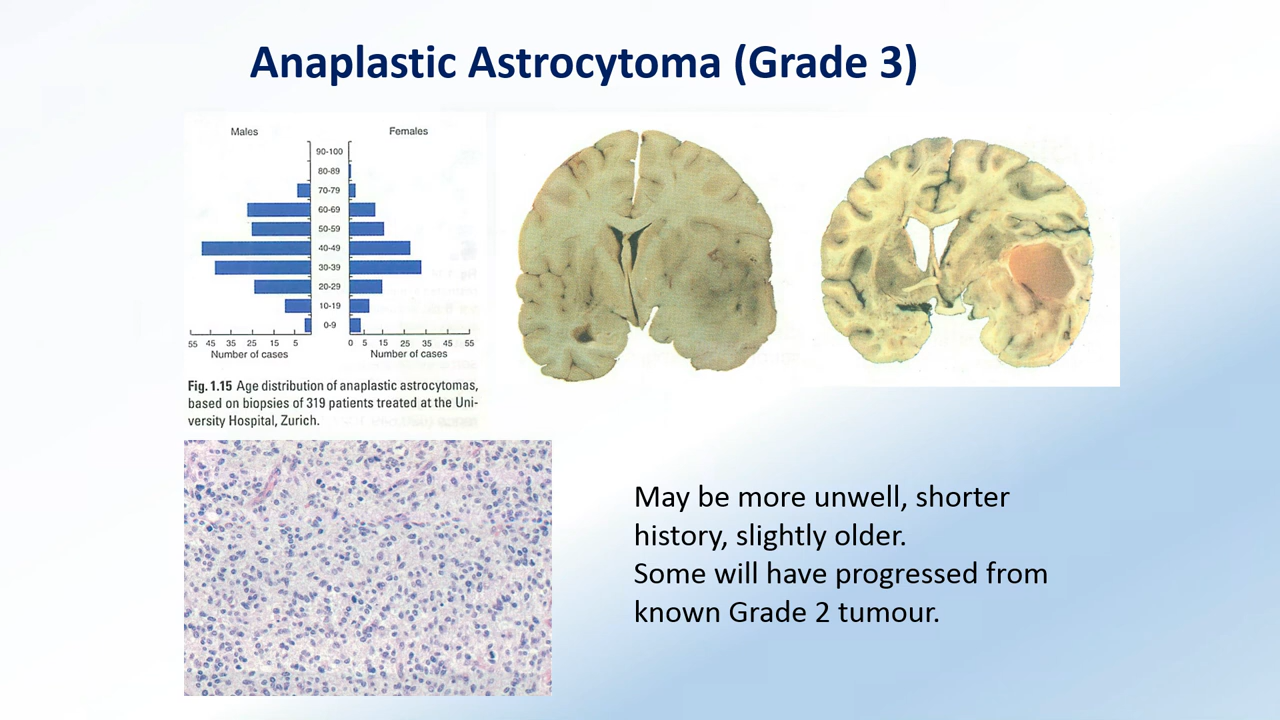 Anaplastic Astrocytoma (Grade 3)
Males
Females
90-100
80-89
70-79
60-69
50-59
40-49
30-39
20-29
10-19
0-9
55 45 35 25 15 5
0 5 15 25 35 45 55
Number of cases
Number of cases
Fig. 1.15 Age distribution of anaplastic astrocytomas,
based on biopsies of 319 patients treated at the Uni-
versity Hospital, Zurich.
May be more unwell, shorter
history, slightly older.
Some will have progressed from
known Grade 2 tumour.